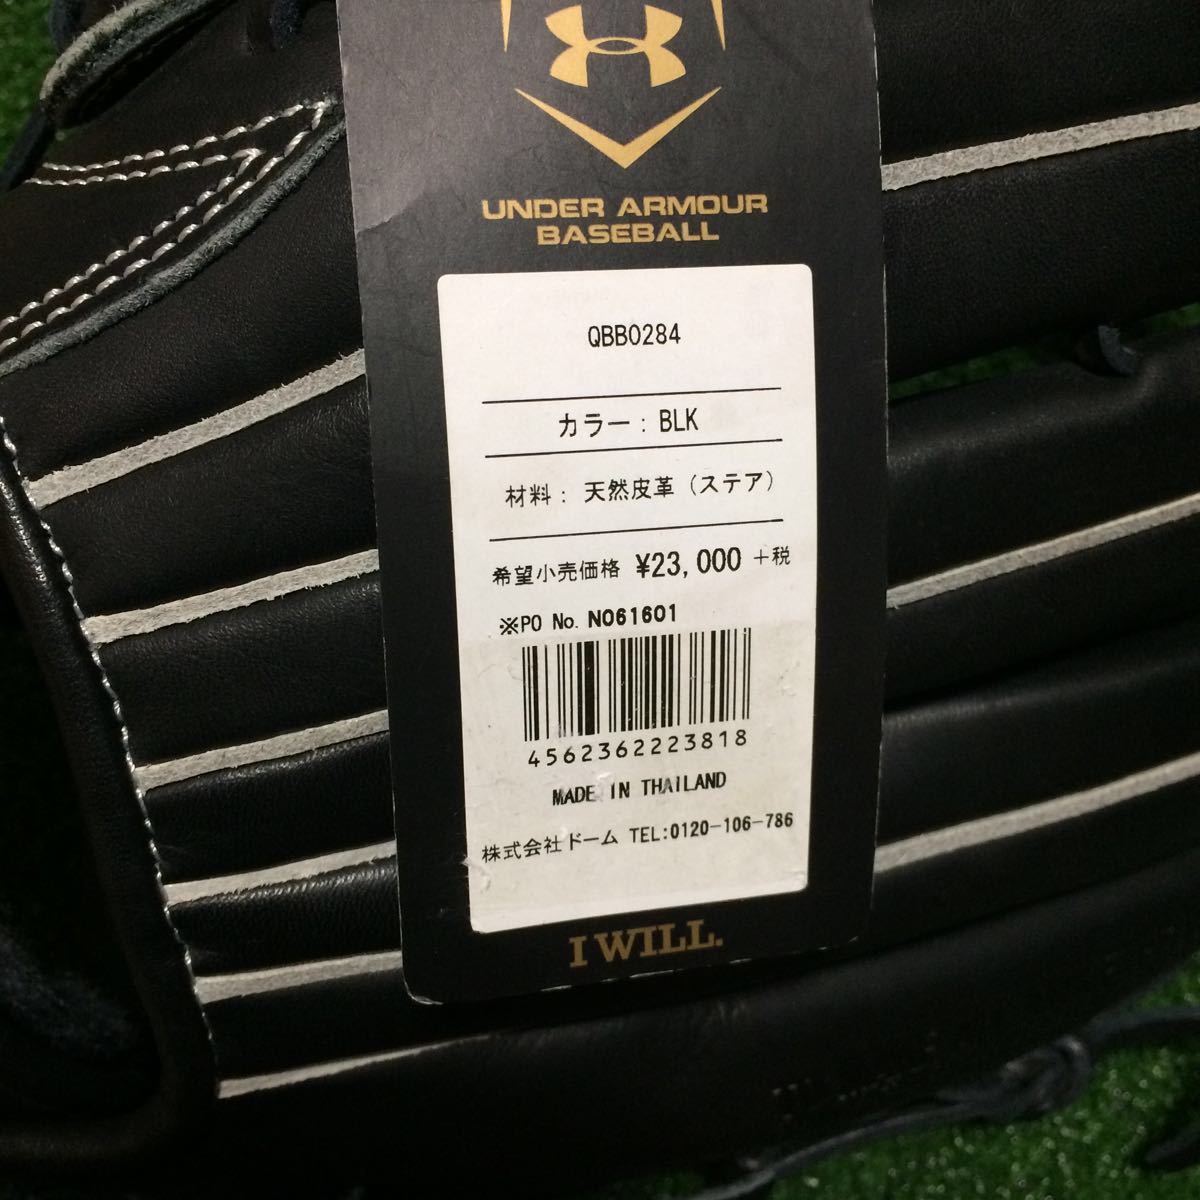 UNDER ARMOUR
BASEBALL
QBB0284
カラー：BLK
材料：天然皮革（ステア）
希望小売価格 ¥23,000 +税
※PO No. N061601
4562362223818
MADE IN THAILAND
株式会社ドーム TEL:0120-106-786
I WILL.